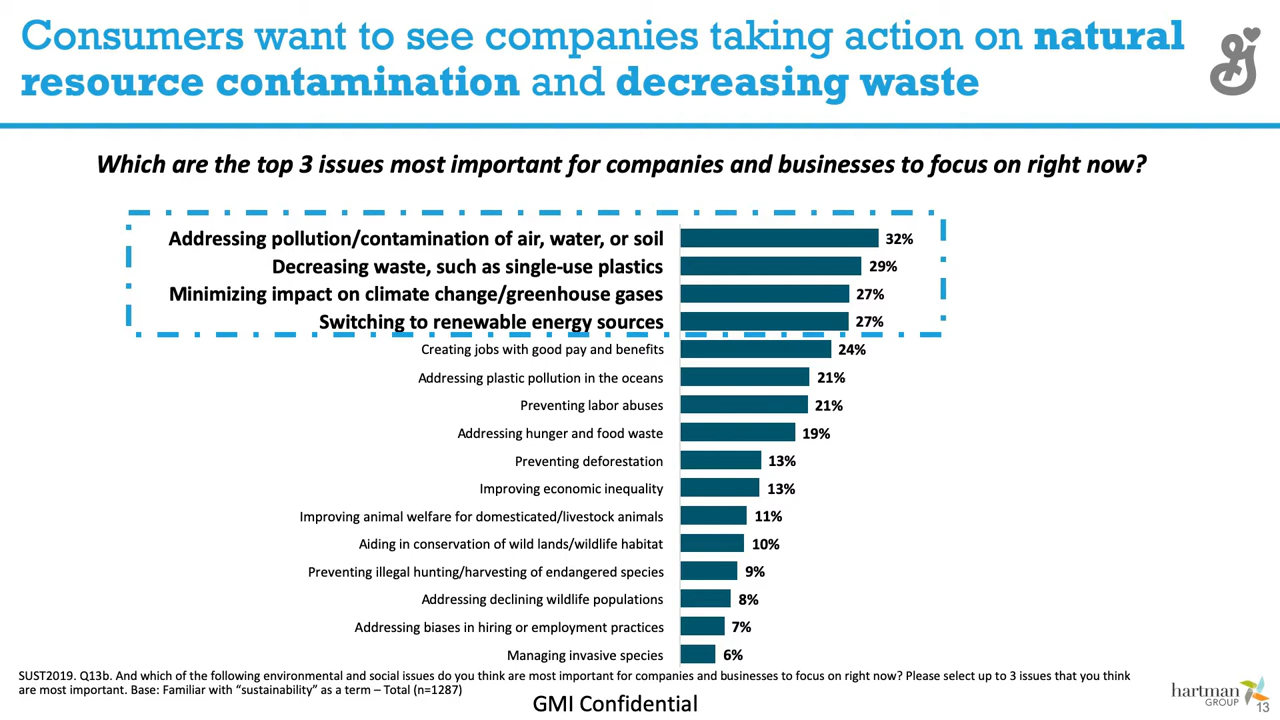 Consumers want to see companies taking action on natural
resource contamination and decreasing waste
Which are the top 3 issues most important for companies and businesses to focus on right now?
Addressing pollution/contamination of air, water, or soil 32%
Decreasing waste, such as single-use plastics 29%
Minimizing impact on climate change/greenhouse gases 27%
Switching to renewable energy sources 27%
Creating jobs with good pay and benefits 24%
Addressing plastic pollution in the oceans 21%
Preventing labor abuses 21%
Addressing hunger and food waste 19%
Preventing deforestation 13%
Improving economic inequality 13%
Improving animal welfare for domesticated/livestock animals 11%
Aiding in conservation of wild lands/wildlife habitat 10%
Preventing illegal hunting/harvesting of endangered species 9%
Addressing declining wildlife populations 8%
Addressing biases in hiring or employment practices 7%
Managing invasive species 6%
SUST2019. Q13b. And which of the following environmental and social issues do you think are most important for companies and businesses to focus on right now? Please select up to 3 issues that you think
are most important. Base: Familiar with “sustainability” as a term – Total (n=1287)
GMI Confidential
hartman
GROUP
13